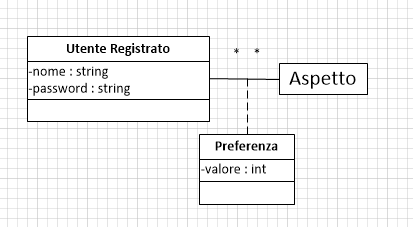 Utente Registrato
-nome : string
-password : string
* *
Aspetto
Preferenza
-valore : int